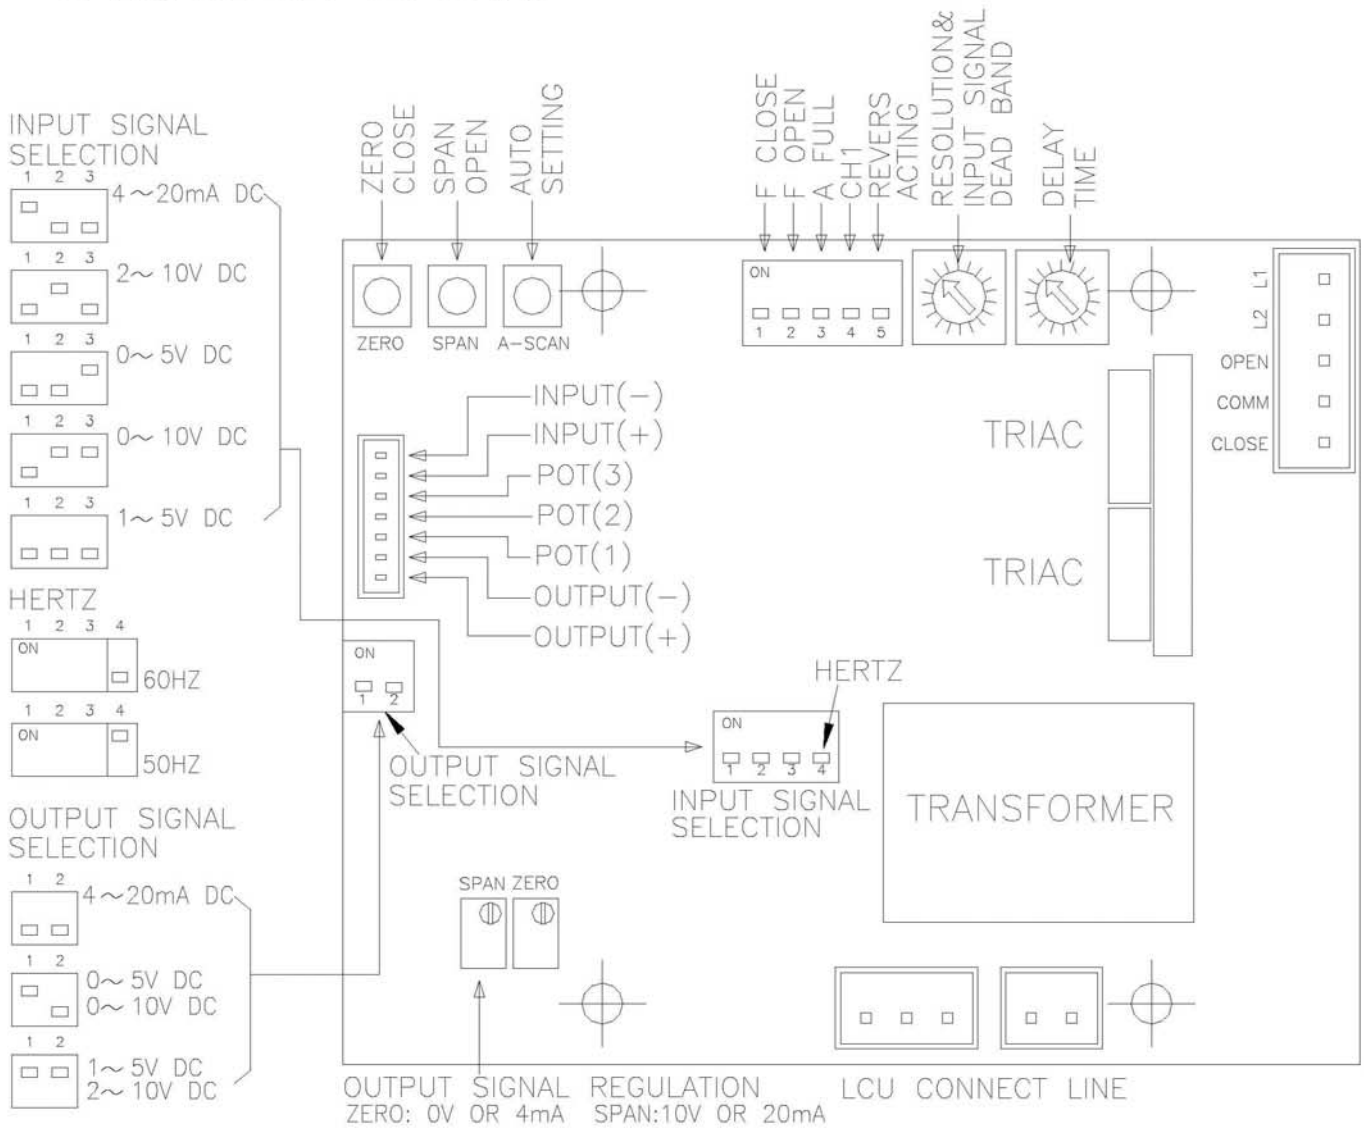 INPUT SIGNAL
SELECTION
1 2 3
4～20mA DC
1 2 3
2～10V DC
1 2 3
0～5V DC
1 2 3
0～10V DC
1 2 3
1～5V DC
HERTZ
1 2 3 4
ON
60HZ
1 2 3 4
ON
50HZ
OUTPUT SIGNAL
SELECTION
1 2
4～20mA DC
1 2
0～5V DC
0～10V DC
1 2
1～5V DC
2～10V DC
ZERO
CLOSE
SPAN
OPEN
AUTO
SETTING
F CLOSE
F OPEN
A FULL
CH1
REVERS
ACTING
RESOLUTION&
INPUT SIGNAL
DEAD BAND
DELAY
TIME
ZERO
SPAN
A-SCAN
ON
1 2 3 4 5
L1
L2
OPEN
COMM
CLOSE
INPUT(-)
INPUT(+)
POT(3)
POT(2)
POT(1)
OUTPUT(-)
OUTPUT(+)
TRIAC
TRIAC
ON
1 2
OUTPUT SIGNAL
SELECTION
HERTZ
ON
1 2 3 4
INPUT SIGNAL
SELECTION
TRANSFORMER
SPAN ZERO
OUTPUT SIGNAL REGULATION
ZERO: 0V OR 4mA SPAN:10V OR 20mA
LCU CONNECT LINE